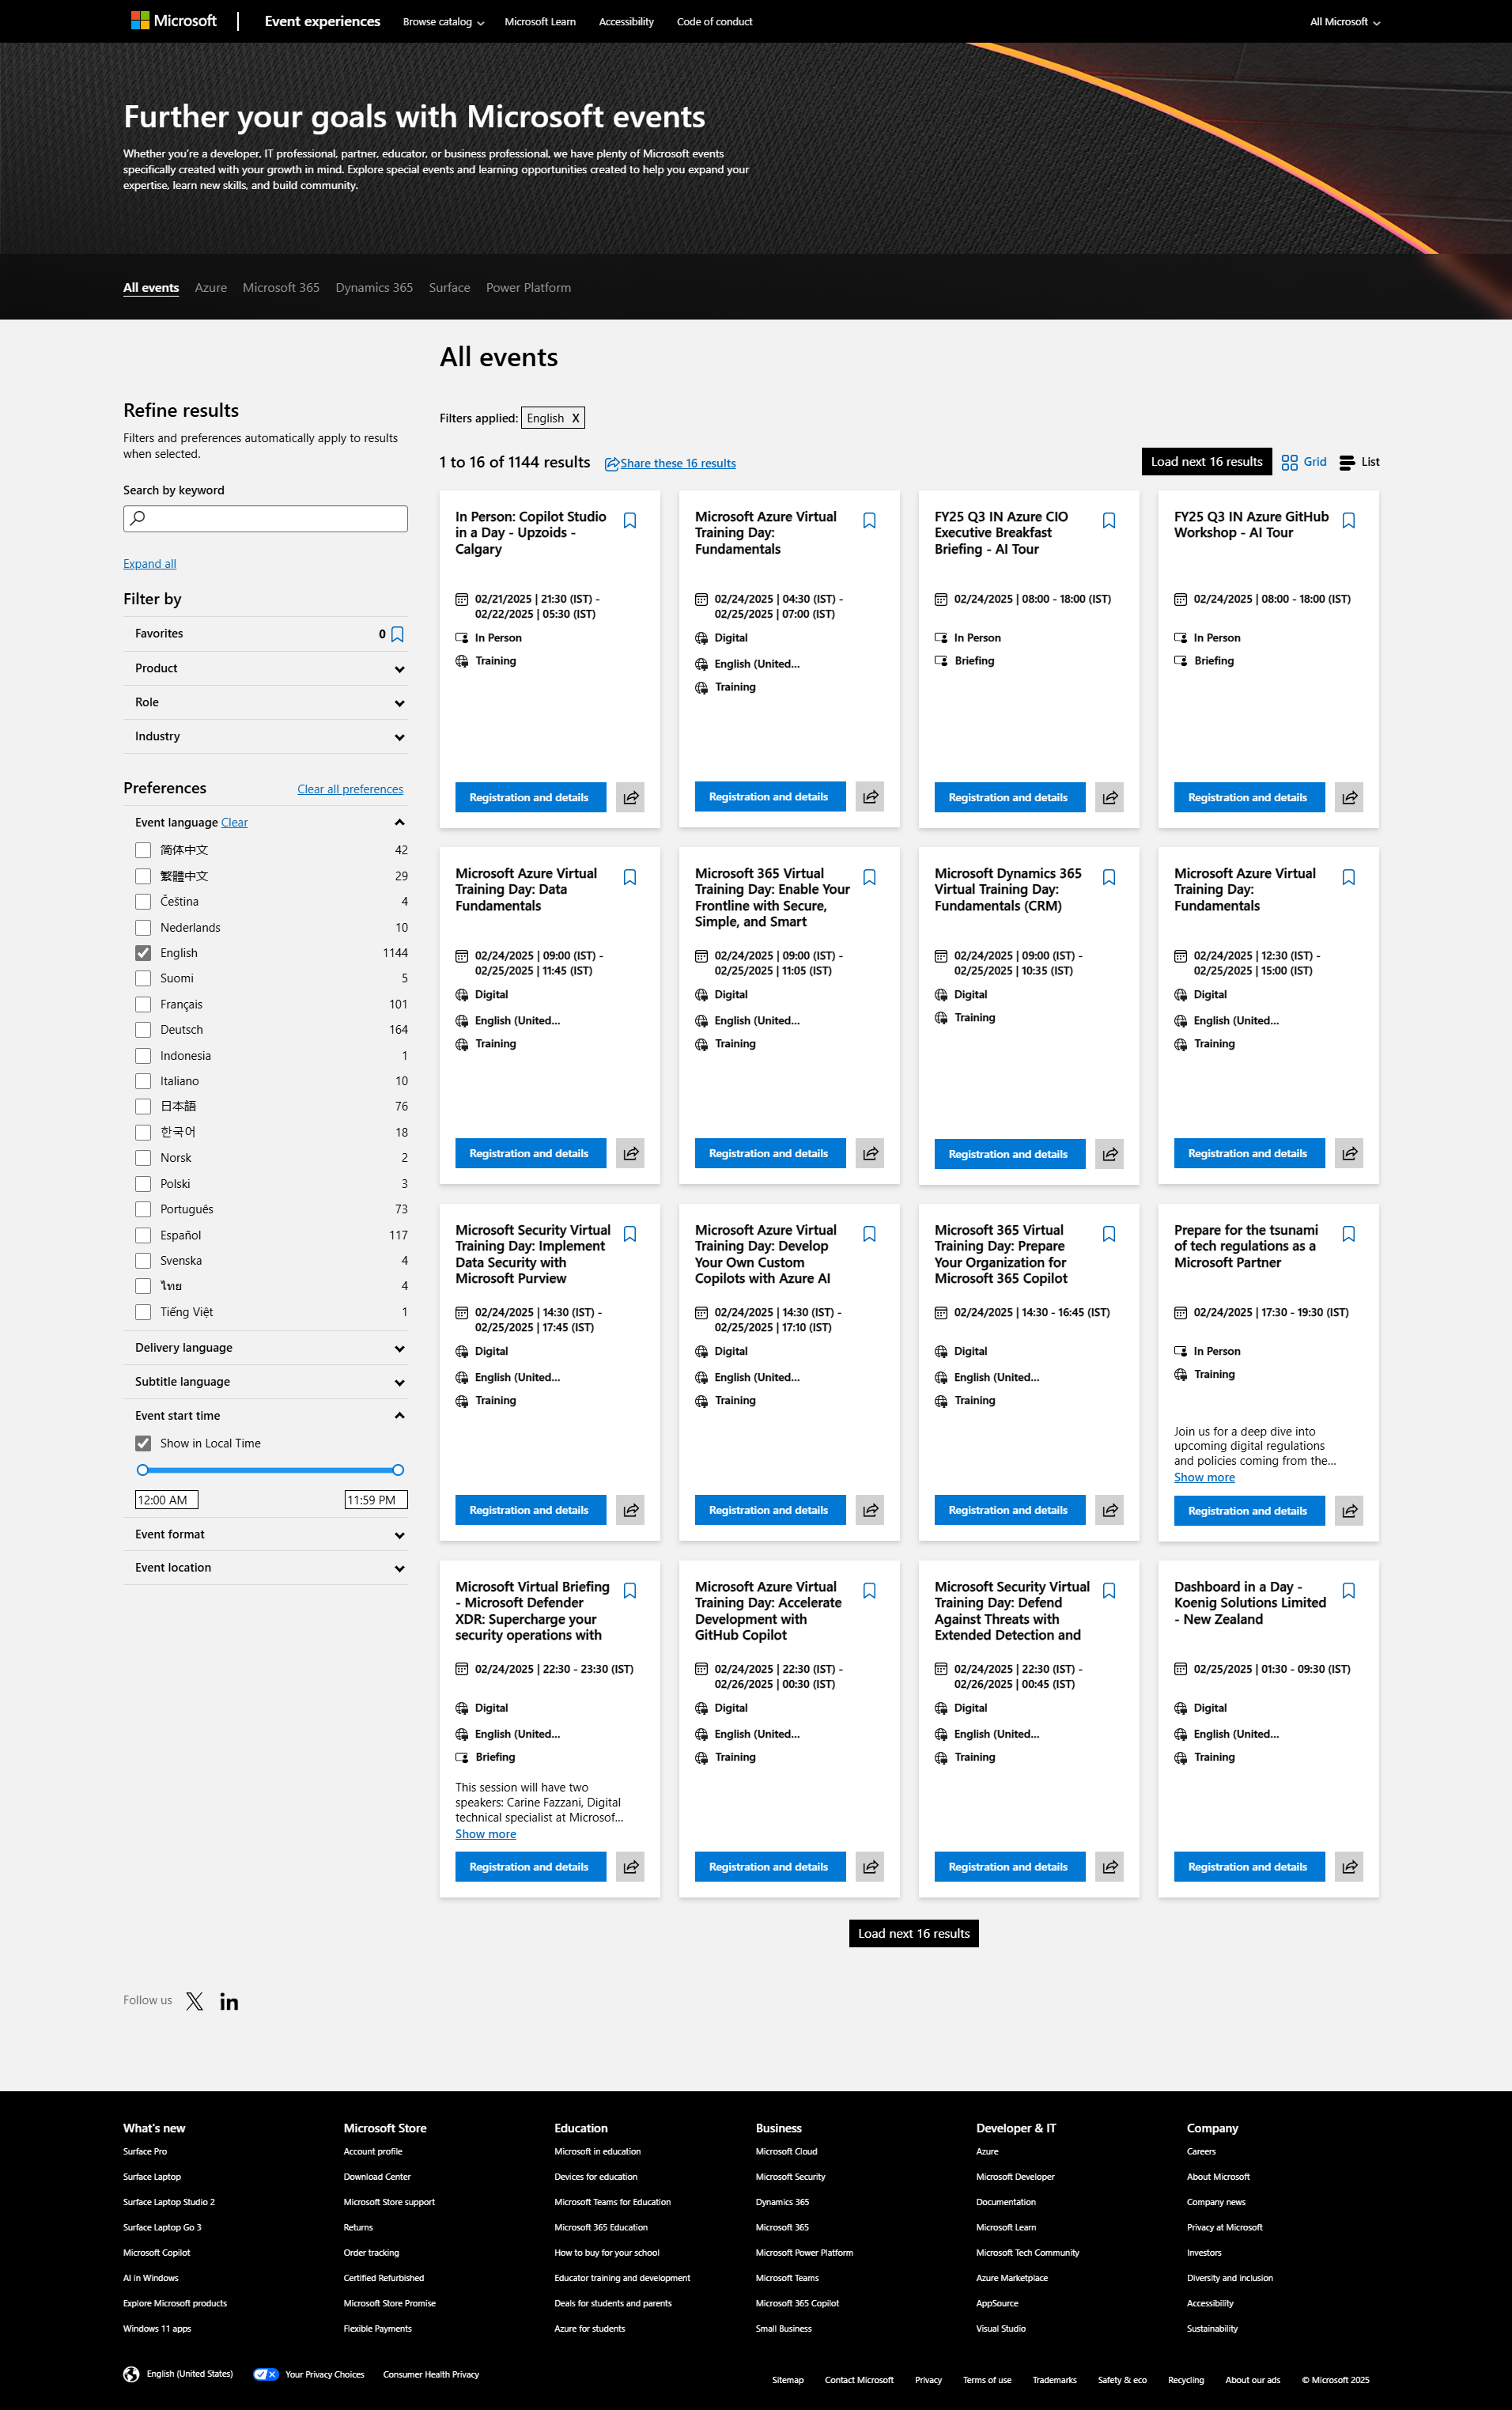 Microsoft
Event experiences
Browse catalog
Microsoft Learn
Accessibility
Code of conduct
All Microsoft
Further your goals with Microsoft events
Whether you're a developer, IT professional, partner, educator, or business professional, we have plenty of Microsoft events
specifically created with your growth in mind. Explore special events and learning opportunities created to help you expand your
expertise, learn new skills, and build community.
All events
Azure
Microsoft 365
Dynamics 365
Surface
Power Platform
All events
Refine results
Filters and preferences automatically apply to results
when selected.
Search by keyword
Expand all
Filter by
Favorites 0
Product
Role
Industry
Preferences
Clear all preferences
Event language Clear
简体中文 42
繁體中文 29
Čeština 4
Nederlands 10
English 1144
Suomi 5
Français 101
Deutsch 164
Indonesia 1
Italiano 10
日本語 76
한국어 18
Norsk 2
Polski 3
Português 73
Español 117
Svenska 4
ไทย 4
Tiếng Việt 1
Delivery language
Subtitle language
Event start time
Show in Local Time
12:00 AM
11:59 PM
Event format
Event location
Filters applied: English X
1 to 16 of 1144 results
Share these 16 results
Load next 16 results
Grid
List
In Person: Copilot Studio
in a Day - Upzoids -
Calgary
02/21/2025 | 21:30 (IST) -
02/22/2025 | 05:30 (IST)
In Person
Training
Registration and details
Microsoft Azure Virtual
Training Day:
Fundamentals
02/24/2025 | 04:30 (IST) -
02/25/2025 | 07:00 (IST)
Digital
English (United...
Training
Registration and details
FY25 Q3 IN Azure CIO
Executive Breakfast
Briefing - AI Tour
02/24/2025 | 08:00 - 18:00 (IST)
In Person
Briefing
Registration and details
FY25 Q3 IN Azure GitHub
Workshop - AI Tour
02/24/2025 | 08:00 - 18:00 (IST)
In Person
Briefing
Registration and details
Microsoft Azure Virtual
Training Day: Data
Fundamentals
02/24/2025 | 09:00 (IST) -
02/25/2025 | 11:45 (IST)
Digital
English (United...
Training
Registration and details
Microsoft 365 Virtual
Training Day: Enable Your
Frontline with Secure,
Simple, and Smart
02/24/2025 | 09:00 (IST) -
02/25/2025 | 11:05 (IST)
Digital
English (United...
Training
Registration and details
Microsoft Dynamics 365
Virtual Training Day:
Fundamentals (CRM)
02/24/2025 | 09:00 (IST) -
02/25/2025 | 10:35 (IST)
Digital
Training
Registration and details
Microsoft Azure Virtual
Training Day:
Fundamentals
02/24/2025 | 12:30 (IST) -
02/25/2025 | 15:00 (IST)
Digital
English (United...
Training
Registration and details
Microsoft Security Virtual
Training Day: Implement
Data Security with
Microsoft Purview
02/24/2025 | 14:30 (IST) -
02/25/2025 | 17:45 (IST)
Digital
English (United...
Training
Registration and details
Microsoft Azure Virtual
Training Day: Develop
Your Own Custom
Copilots with Azure AI
02/24/2025 | 14:30 (IST) -
02/25/2025 | 17:10 (IST)
Digital
English (United...
Training
Registration and details
Microsoft 365 Virtual
Training Day: Prepare
Your Organization for
Microsoft 365 Copilot
02/24/2025 | 14:30 - 16:45 (IST)
Digital
English (United...
Training
Registration and details
Prepare for the tsunami
of tech regulations as a
Microsoft Partner
02/24/2025 | 17:30 - 19:30 (IST)
In Person
Training
Join us for a deep dive into
upcoming digital regulations
and policies coming from the...
Show more
Registration and details
Microsoft Virtual Briefing
- Microsoft Defender
XDR: Supercharge your
security operations with
02/24/2025 | 22:30 - 23:30 (IST)
Digital
English (United...
Briefing
This session will have two
speakers: Carine Fazzani, Digital
technical specialist at Microsof...
Show more
Registration and details
Microsoft Azure Virtual
Training Day: Accelerate
Development with
GitHub Copilot
02/24/2025 | 22:30 (IST) -
02/26/2025 | 00:30 (IST)
Digital
English (United...
Training
Registration and details
Microsoft Security Virtual
Training Day: Defend
Against Threats with
Extended Detection and
02/24/2025 | 22:30 (IST) -
02/26/2025 | 00:45 (IST)
Digital
English (United...
Training
Registration and details
Dashboard in a Day -
Koenig Solutions Limited
- New Zealand
02/25/2025 | 01:30 - 09:30 (IST)
Digital
English (United...
Training
Registration and details
Load next 16 results
Follow us
What's new
Surface Pro
Surface Laptop
Surface Laptop Studio 2
Surface Laptop Go 3
Microsoft Copilot
AI in Windows
Explore Microsoft products
Windows 11 apps
Microsoft Store
Account profile
Download Center
Microsoft Store support
Returns
Order tracking
Certified Refurbished
Microsoft Store Promise
Flexible Payments
Education
Microsoft in education
Devices for education
Microsoft Teams for Education
Microsoft 365 Education
How to buy for your school
Educator training and development
Deals for students and parents
Azure for students
Business
Microsoft Cloud
Microsoft Security
Dynamics 365
Microsoft 365
Microsoft Power Platform
Microsoft Teams
Microsoft 365 Copilot
Small Business
Developer & IT
Azure
Microsoft Developer
Documentation
Microsoft Learn
Microsoft Tech Community
Azure Marketplace
AppSource
Visual Studio
Company
Careers
About Microsoft
Company news
Privacy at Microsoft
Investors
Diversity and inclusion
Accessibility
Sustainability
English (United States)
Your Privacy Choices
Consumer Health Privacy
Sitemap
Contact Microsoft
Privacy
Terms of use
Trademarks
Safety & eco
Recycling
About our ads
© Microsoft 2025